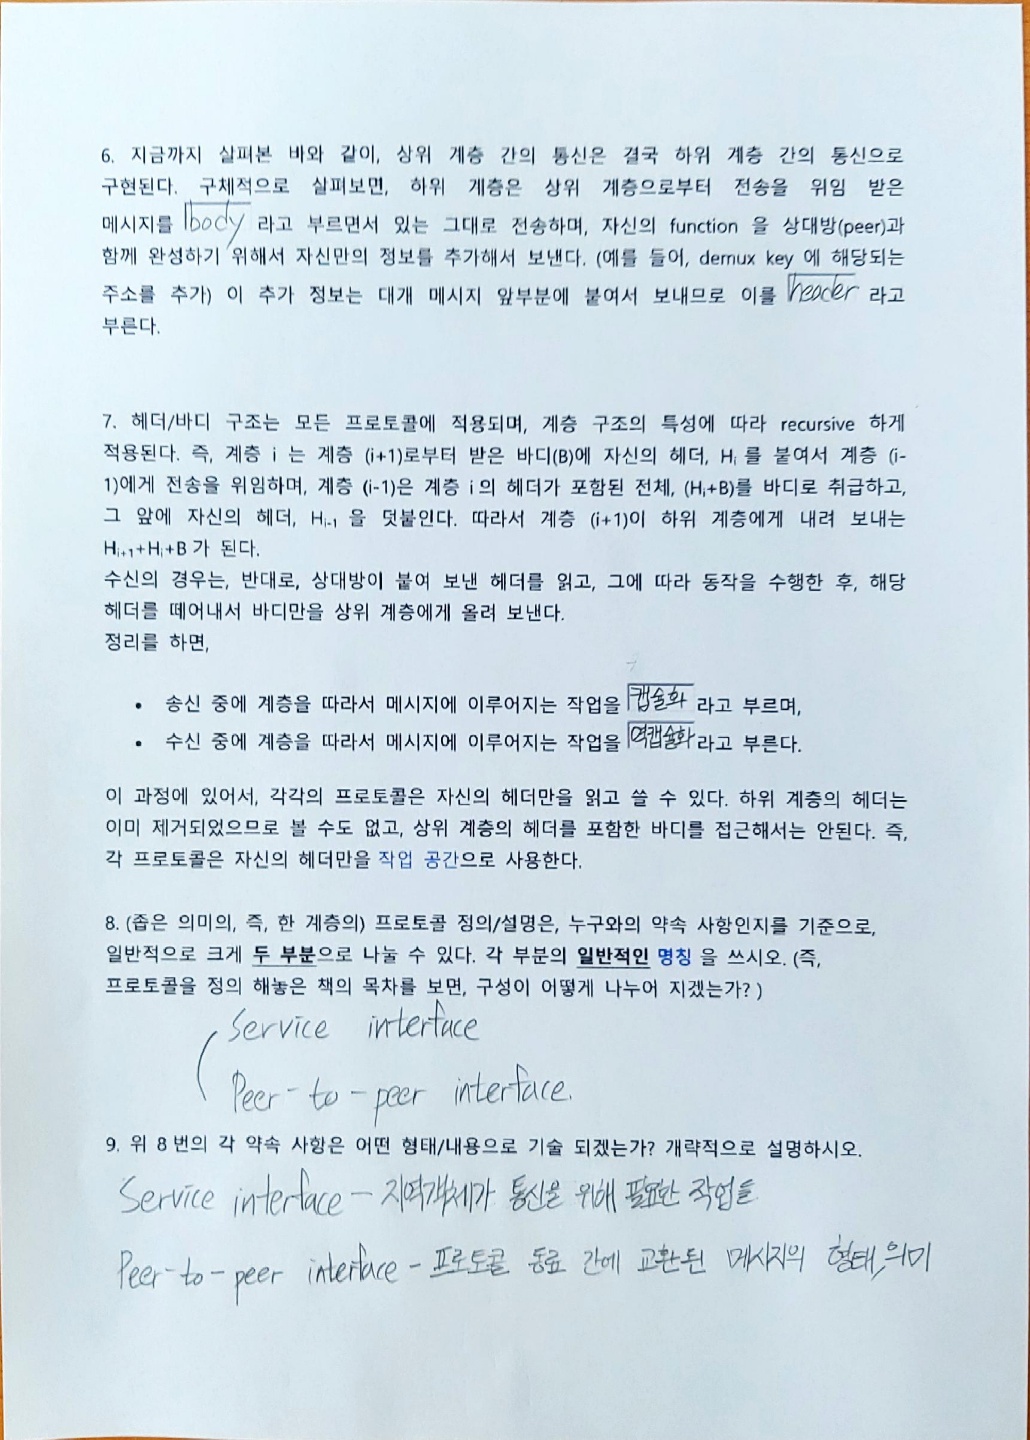 6. 지금까지 살펴본 바와 같이, 상위 계층 간의 통신은 결국 하위 계층 간의 통신으로
구현된다. 구체적으로 살펴보면, 하위 계층은 상위 계층으로부터 전송을 위임 받은
메시지를 body 라고 부르면서 있는 그대로 전송하며, 자신의 function 을 상대방(peer)과
함께 완성하기 위해서 자신만의 정보를 추가해서 보낸다. (예를 들어, demux key 에 해당되는
주소를 추가) 이 추가 정보는 대개 메시지 앞부분에 붙여서 보내므로 이를 header 라고
부른다.
7. 헤더/바디 구조는 모든 프로토콜에 적용되며, 계층 구조의 특성에 따라 recursive 하게
적용된다. 즉, 계층 i 는 계층 (i+1)로부터 받은 바디(B)에 자신의 헤더, Hᵢ 를 붙여서 계층 (i-
1)에게 전송을 위임하며, 계층 (i-1)은 계층 i 의 헤더가 포함된 전체, (Hᵢ+B)를 바디로 취급하고,
그 앞에 자신의 헤더, Hᵢ₋₁ 을 덧붙인다. 따라서 계층 (i+1)이 하위 계층에게 내려 보내는
Hᵢ₊₁+Hᵢ+B 가 된다.
수신의 경우는, 반대로, 상대방이 붙여 보낸 헤더를 읽고, 그에 따라 동작을 수행한 후, 해당
헤더를 떼어내서 바디만을 상위 계층에게 올려 보낸다.
정리를 하면,
• 송신 중에 계층을 따라서 메시지에 이루어지는 작업을 캡슐화 라고 부르며,
• 수신 중에 계층을 따라서 메시지에 이루어지는 작업을 역캡슐화 라고 부른다.
이 과정에 있어서, 각각의 프로토콜은 자신의 헤더만을 읽고 쓸 수 있다. 하위 계층의 헤더는
이미 제거되었으므로 볼 수도 없고, 상위 계층의 헤더를 포함한 바디를 접근해서는 안된다. 즉,
각 프로토콜은 자신의 헤더만을 작업 공간으로 사용한다.
8. (좁은 의미의, 즉, 한 계층의) 프로토콜 정의/설명은, 누구와의 약속 사항인지를 기준으로,
일반적으로 크게 두 부분으로 나눌 수 있다. 각 부분의 일반적인 명칭 을 쓰시오. (즉,
프로토콜을 정의 해놓은 책의 목차를 보면, 구성이 어떻게 나누어 지겠는가? )
Service interface
Peer-to-peer interface.
9. 위 8 번의 각 약속 사항은 어떤 형태/내용으로 기술 되겠는가? 개략적으로 설명하시오.
Service interface - 지역객체가 통신을 위해 필요한 작업들
Peer-to-peer interface - 프로토콜 동료 간에 교환된 메시지의 형태, 의미